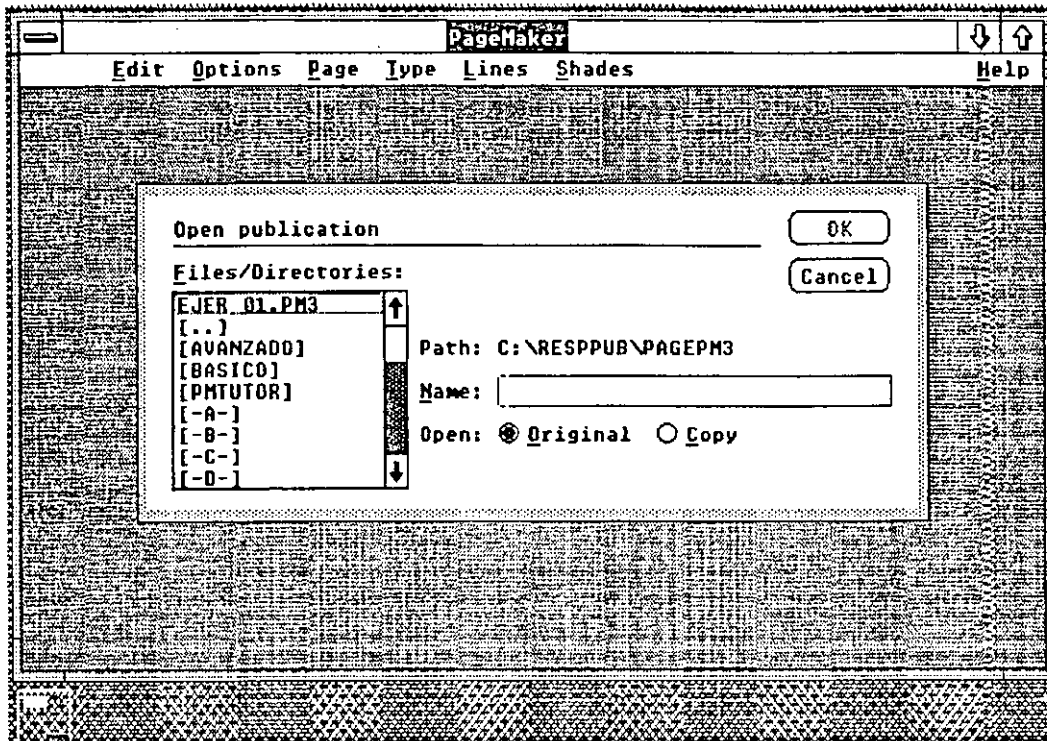 PageMaker
Edit Options Page Type Lines Shades Help
Open publication
OK
Files/Directories:
Cancel
EJER_01.PM3
[..]
[AVANZADO]
[BASICO]
[PMTUTOR]
[-A-]
[-B-]
[-C-]
[-D-]
Path: C:\RESPPUB\PAGEPM3
Name:
Open: Original Copy